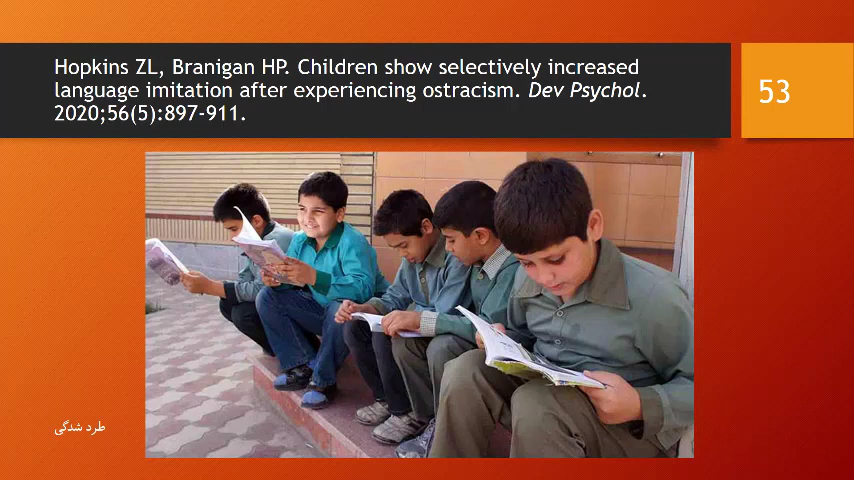 Hopkins ZL, Branigan HP. Children show selectively increased
language imitation after experiencing ostracism. Dev Psychol.
2020;56(5):897-911.
53
طرد شدگی